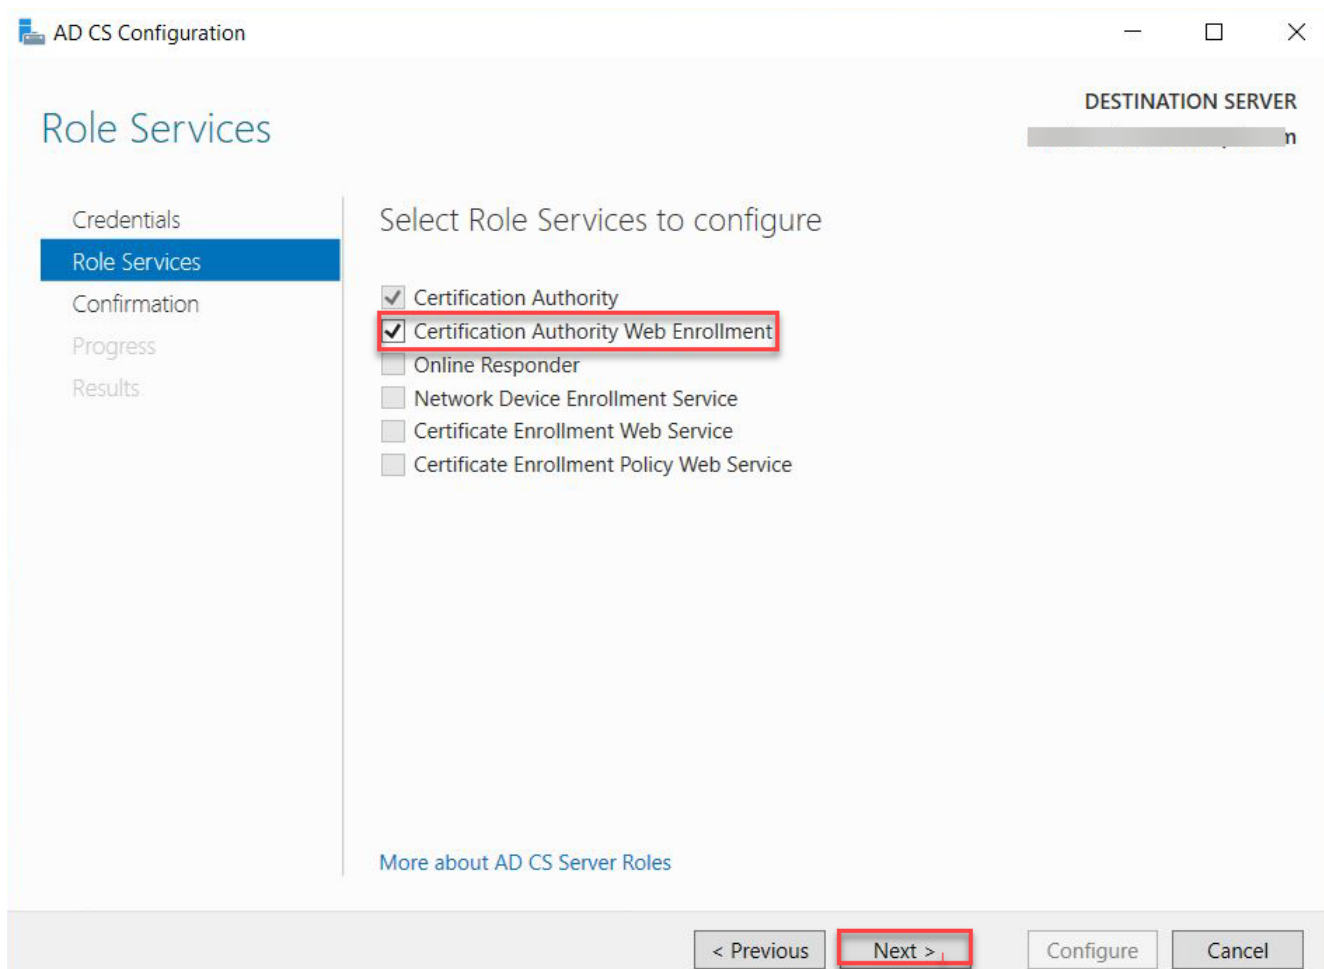 AD CS Configuration
Role Services
DESTINATION SERVER
Credentials
Role Services
Confirmation
Progress
Results
Select Role Services to configure
Certification Authority
Certification Authority Web Enrollment
Online Responder
Network Device Enrollment Service
Certificate Enrollment Web Service
Certificate Enrollment Policy Web Service
More about AD CS Server Roles
< Previous
Next >
Configure
Cancel